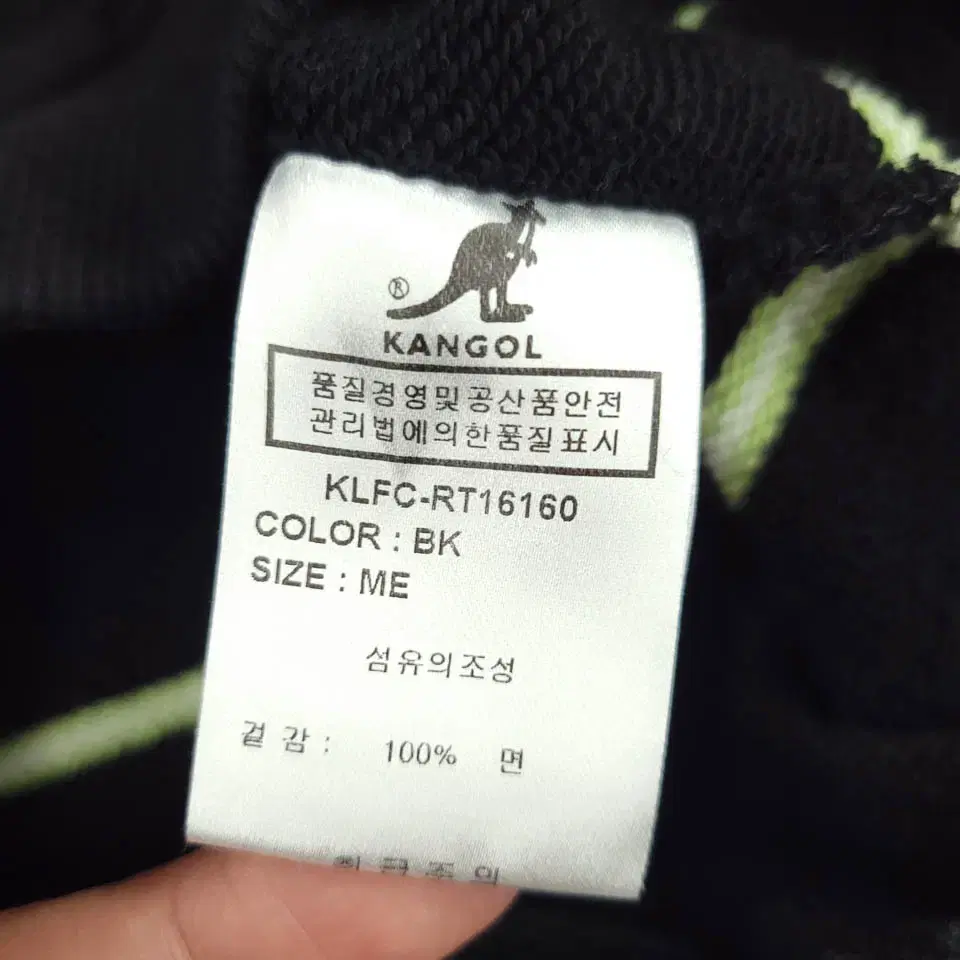 ®
KANGOL
품질경영및공산품안전
관리법에의한품질표시
KLFC-RT16160
COLOR : BK
SIZE : ME
섬유의조성
겉 감 : 100% 면